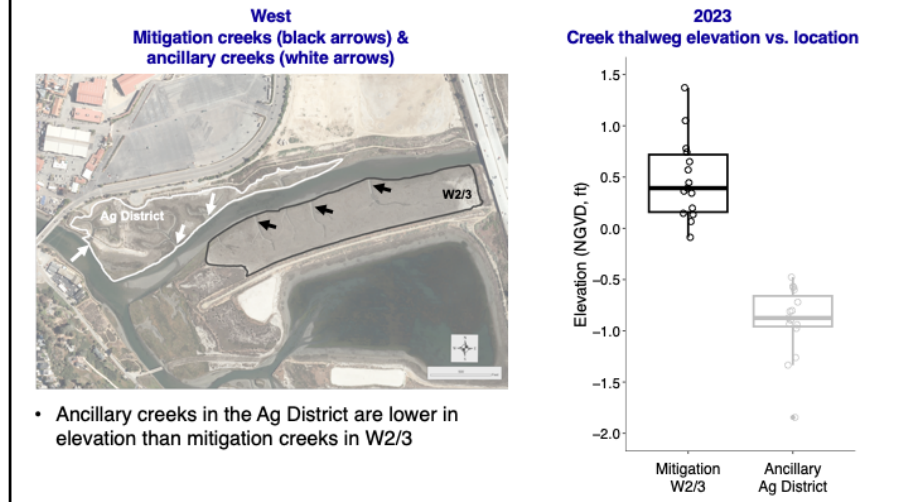 West
Mitigation creeks (black arrows) &
ancillary creeks (white arrows)
Ag District
W2/3
• Ancillary creeks in the Ag District are lower in
elevation than mitigation creeks in W2/3
2023
Creek thalweg elevation vs. location
Elevation (NGVD, ft)
1.5
1.0
0.5
0.0
−0.5
−1.0
−1.5
−2.0
Mitigation
W2/3
Ancillary
Ag District